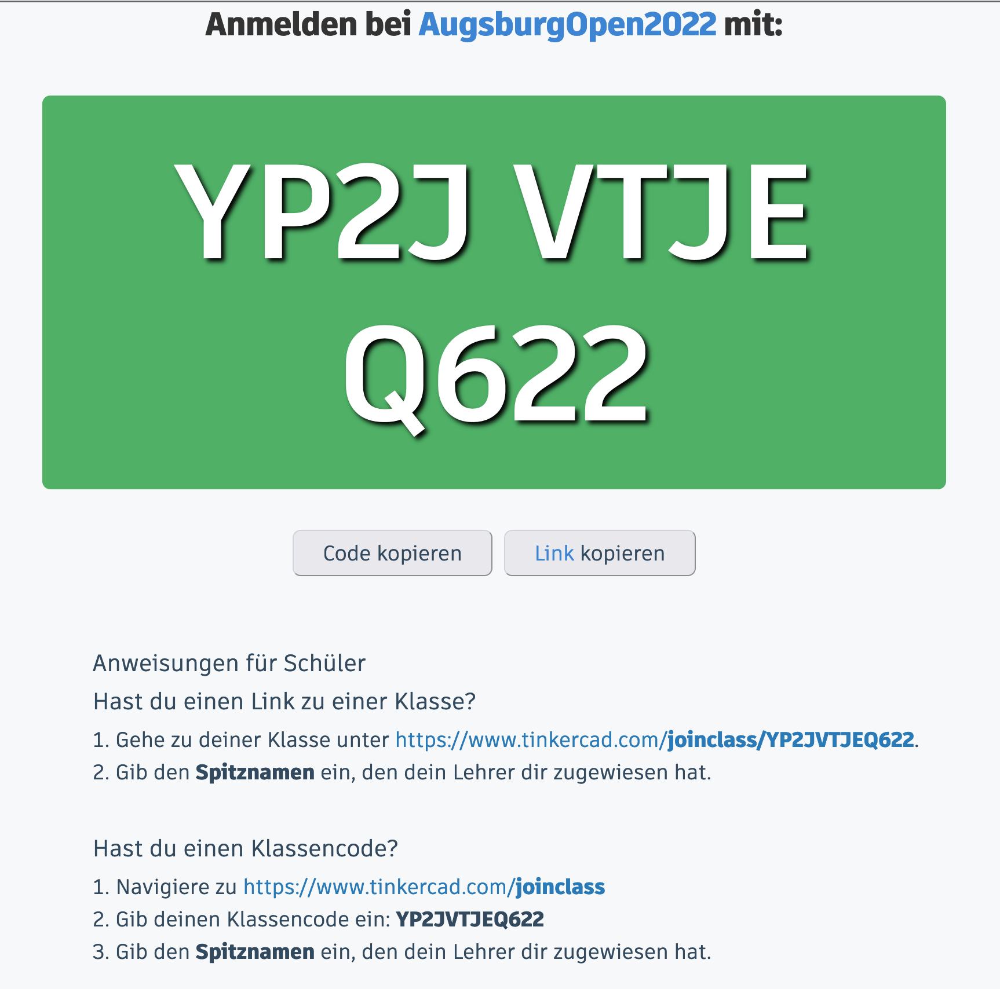 Anmelden bei AugsburgOpen2022 mit:
YP2J VTJE
Q622
Code kopieren
Link kopieren
Anweisungen für Schüler
Hast du einen Link zu einer Klasse?
1. Gehe zu deiner Klasse unter https://www.tinkercad.com/joinclass/YP2JVTJEQ622.
2. Gib den Spitznamen ein, den dein Lehrer dir zugewiesen hat.
Hast du einen Klassencode?
1. Navigiere zu https://www.tinkercad.com/joinclass
2. Gib deinen Klassencode ein: YP2JVTJEQ622
3. Gib den Spitznamen ein, den dein Lehrer dir zugewiesen hat.